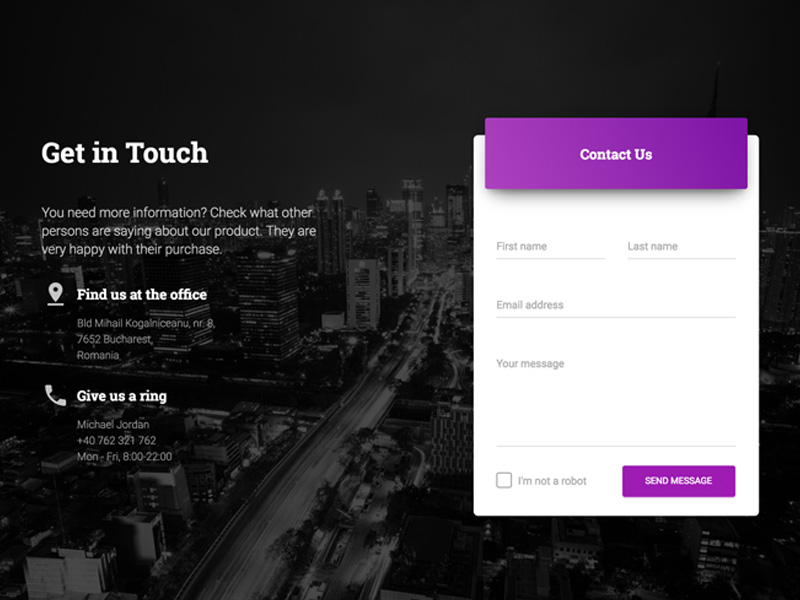 Get in Touch
You need more information? Check what other
persons are saying about our product. They are
very happy with their purchase.
Find us at the office
Bld Mihail Kogalniceanu, nr. 8,
7652 Bucharest,
Romania
Give us a ring
Michael Jordan
+40 762 321 762
Mon - Fri, 8:00-22:00
Contact Us
First name Last name
Email address
Your message
I'm not a robot SEND MESSAGE